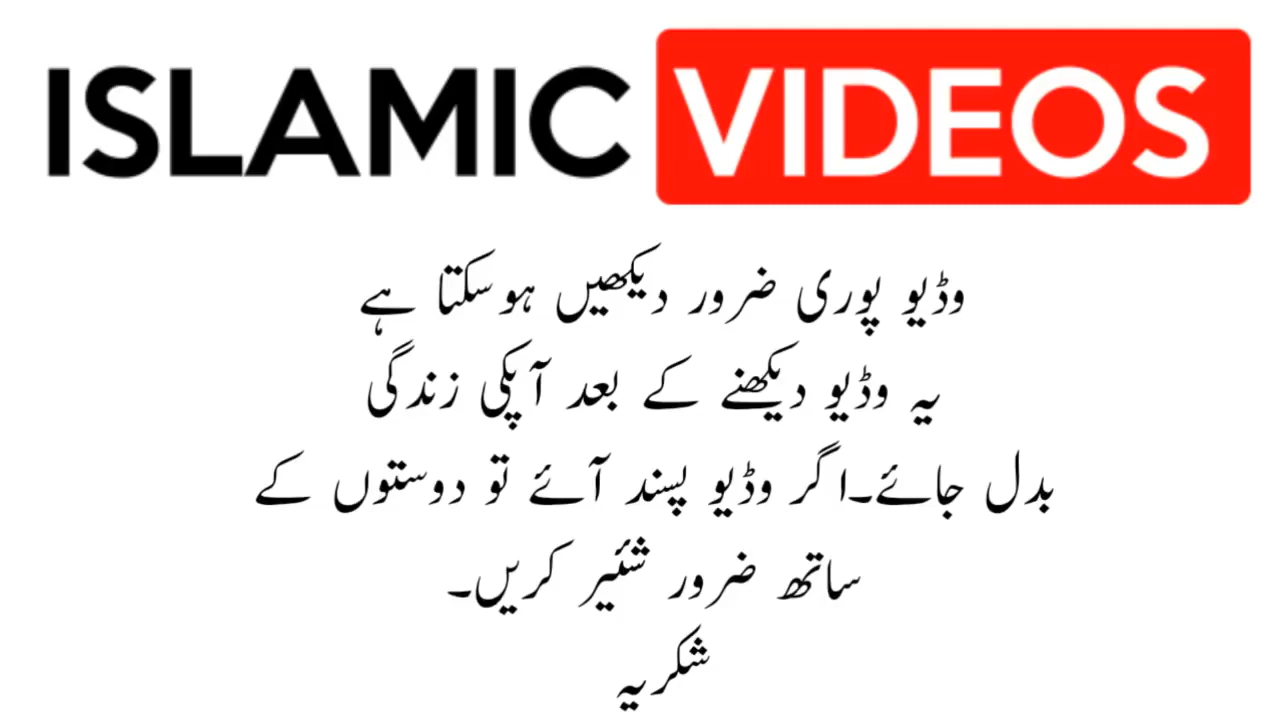 ISLAMIC VIDEOS
وڈیو پوری ضرور دیکھیں ہوسکتا ہے
یہ وڈیو دیکھنے کے بعد آپکی زندگی
بدل جائے۔اگر وڈیو پسند آئے تو دوستوں کے
ساتھ ضرور شئیر کریں۔
شکریہ